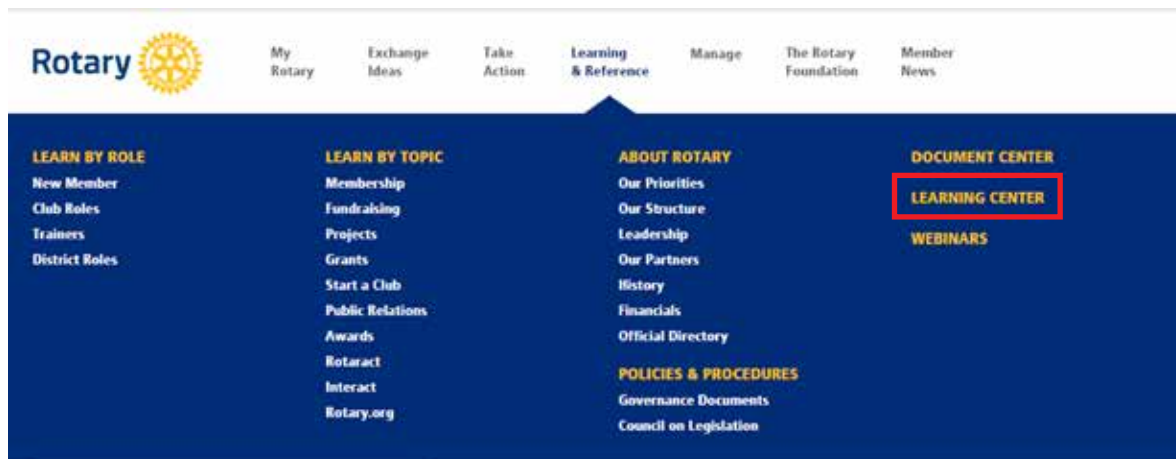 Rotary
My Rotary
Exchange Ideas
Take Action
Learning & Reference
Manage
The Rotary Foundation
Member News
LEARN BY ROLE
New Member
Club Roles
Trainers
District Roles
LEARN BY TOPIC
Membership
Fundraising
Projects
Grants
Start a Club
Public Relations
Awards
Rotaract
Interact
Rotary.org
ABOUT ROTARY
Our Priorities
Our Structure
Leadership
Our Partners
History
Financials
Official Directory
POLICIES & PROCEDURES
Governance Documents
Council on Legislation
DOCUMENT CENTER
LEARNING CENTER
WEBINARS